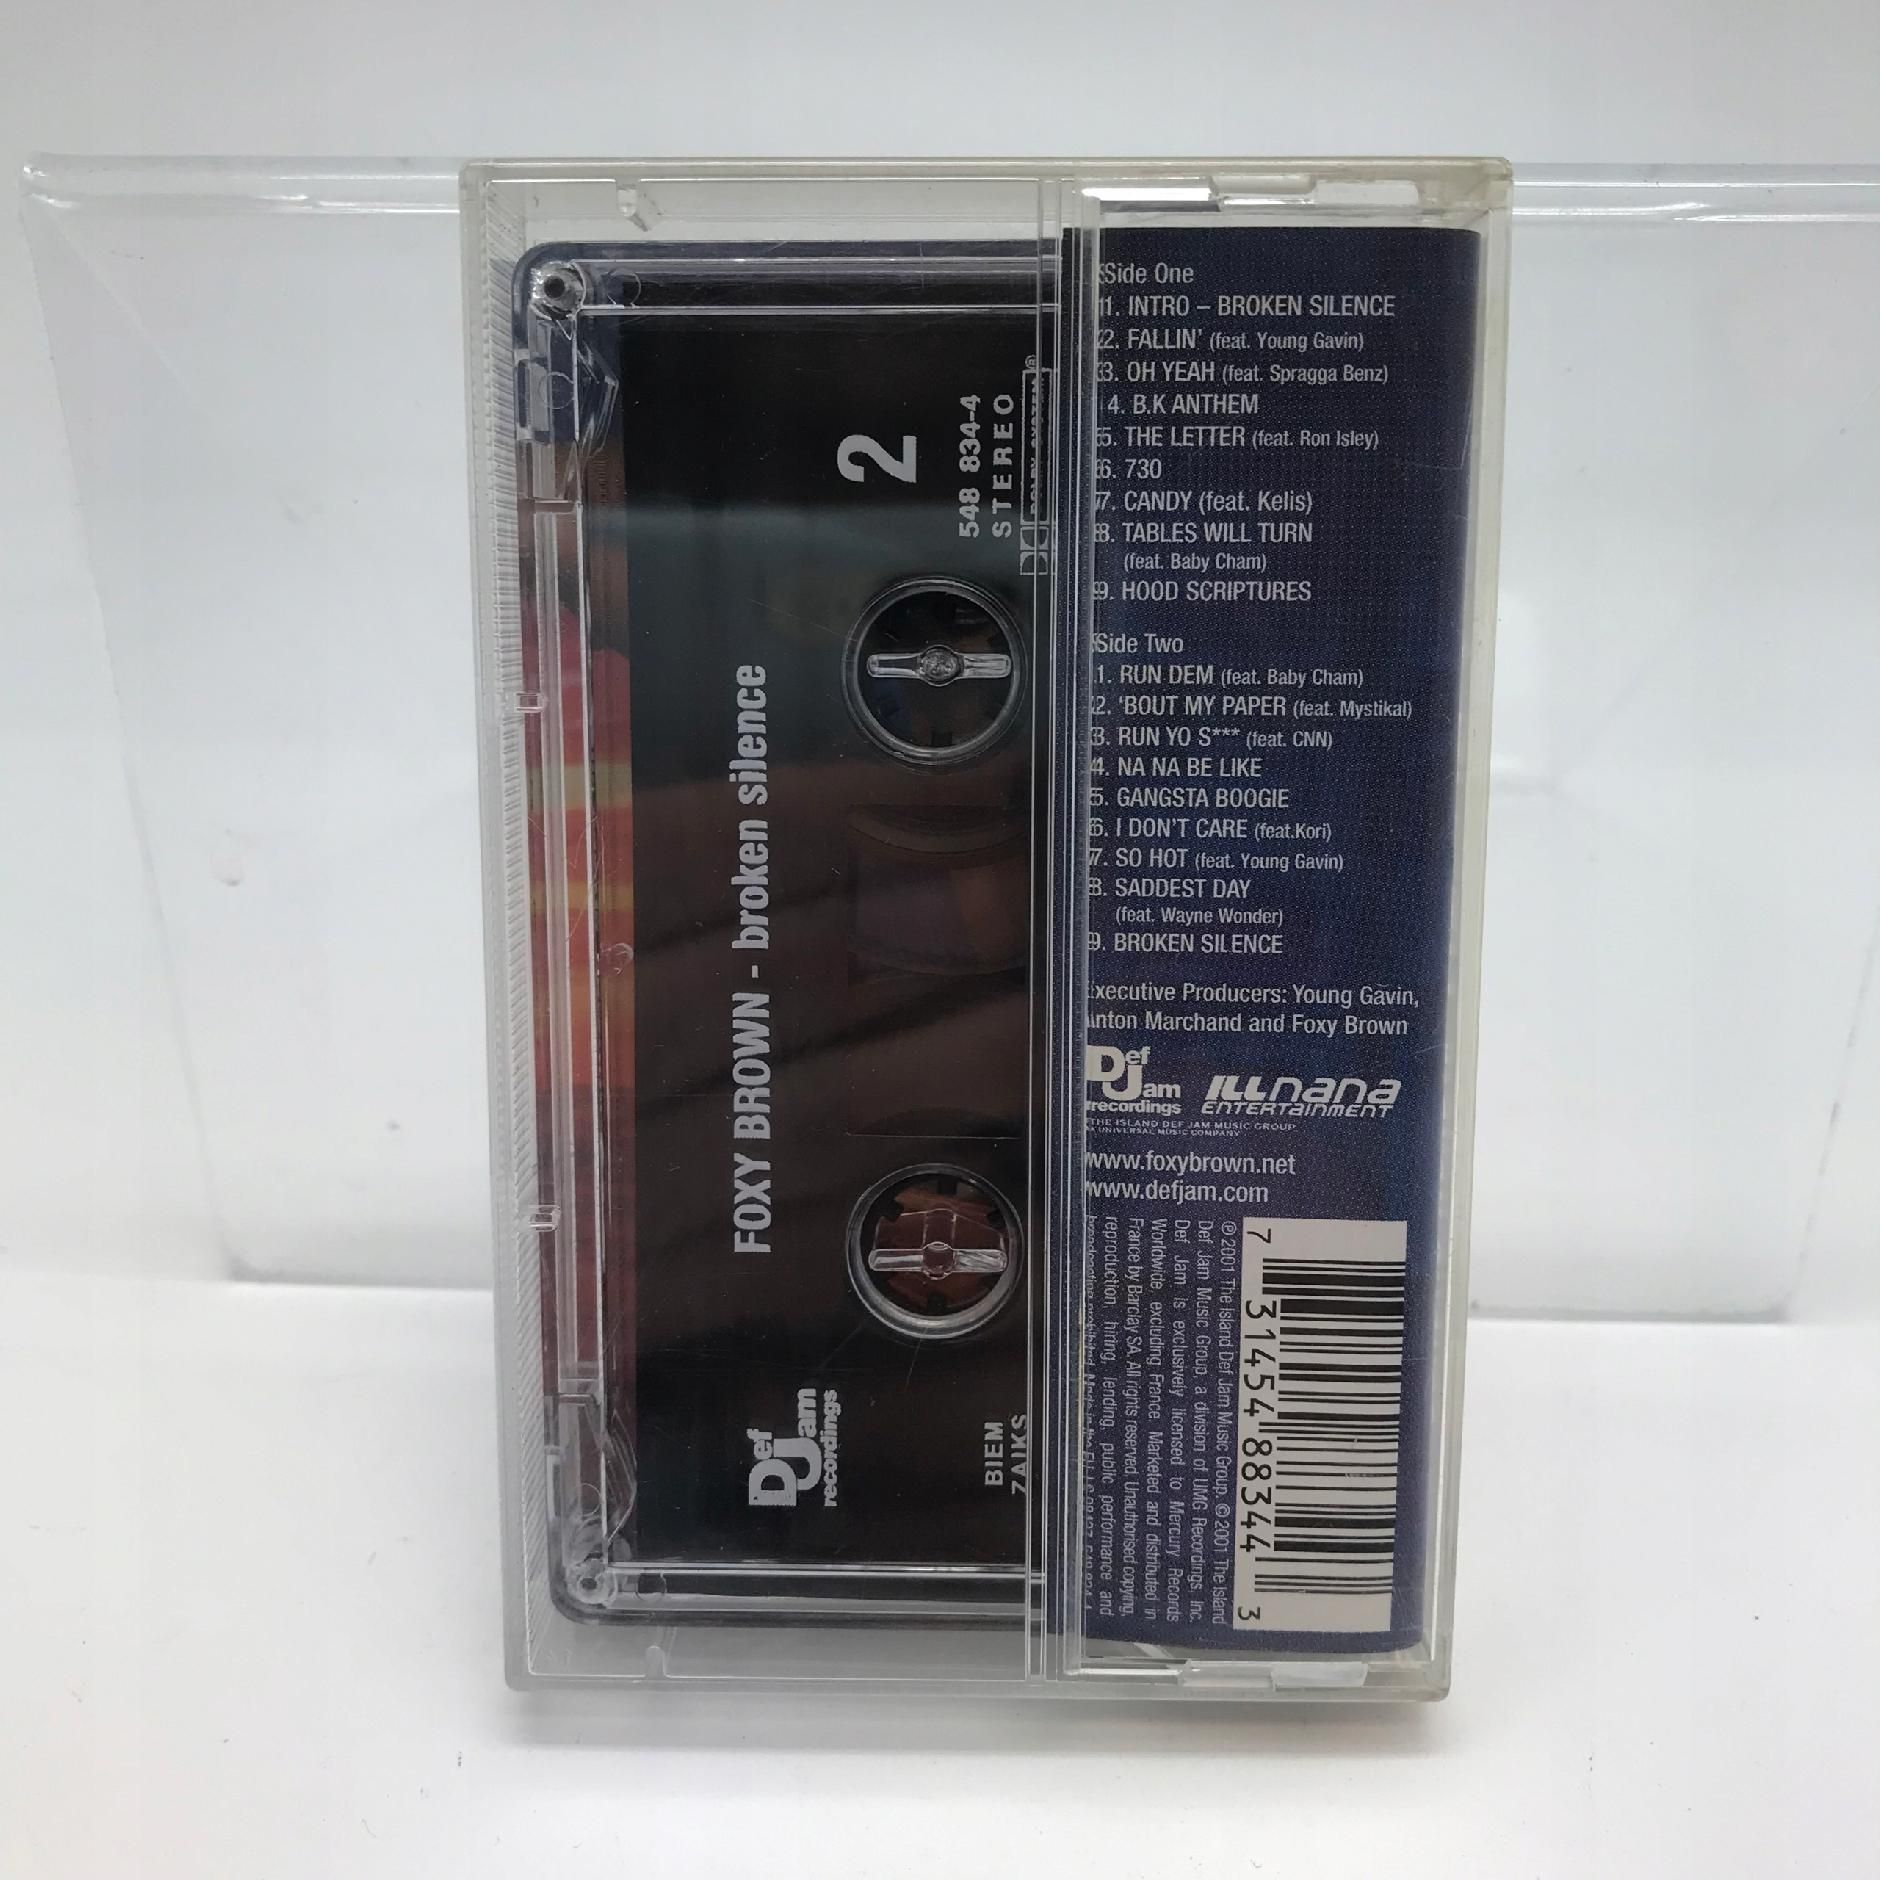 2
548 834-4
STEREO
DOLBY SYSTEM®
FOXY BROWN - broken silence
Def Jam
recordings
BIEM
ZAIKS
Side One
1. INTRO – BROKEN SILENCE
2. FALLIN' (feat. Young Gavin)
3. OH YEAH (feat. Spragga Benz)
4. B.K ANTHEM
5. THE LETTER (feat. Ron Isley)
6. 730
7. CANDY (feat. Kelis)
8. TABLES WILL TURN
(feat. Baby Cham)
9. HOOD SCRIPTURES
Side Two
1. RUN DEM (feat. Baby Cham)
2. 'BOUT MY PAPER (feat. Mystikal)
3. RUN YO S*** (feat. CNN)
4. NA NA BE LIKE
5. GANGSTA BOOGIE
6. I DON'T CARE (feat.Kori)
7. SO HOT (feat. Young Gavin)
8. SADDEST DAY
(feat. Wayne Wonder)
9. BROKEN SILENCE
Executive Producers: Young Gavin,
Anton Marchand and Foxy Brown
Def Jam
recordings
ILLnana
ENTERTAINMENT
THE ISLAND DEF JAM MUSIC GROUP
A UNIVERSAL MUSIC COMPANY
www.foxybrown.net
www.defjam.com
℗ 2001 The Island Def Jam Music Group. © 2001 The Island
Def Jam Music Group, a division of UMG Recordings, Inc.
Def Jam is exclusively licensed to Mercury Records
Worldwide, excluding France. Marketed and distributed in
France by Barclay SA. All rights reserved. Unauthorised copying,
reproduction, hiring, lending, public performance and
broadcasting prohibited. Made in the EU.
7 31454 88344 3